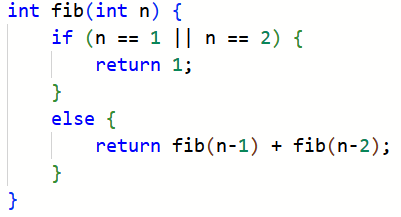 int fib(int n) {
    if (n == 1 || n == 2) {
        return 1;
    }
    else {
        return fib(n-1) + fib(n-2);
    }
}